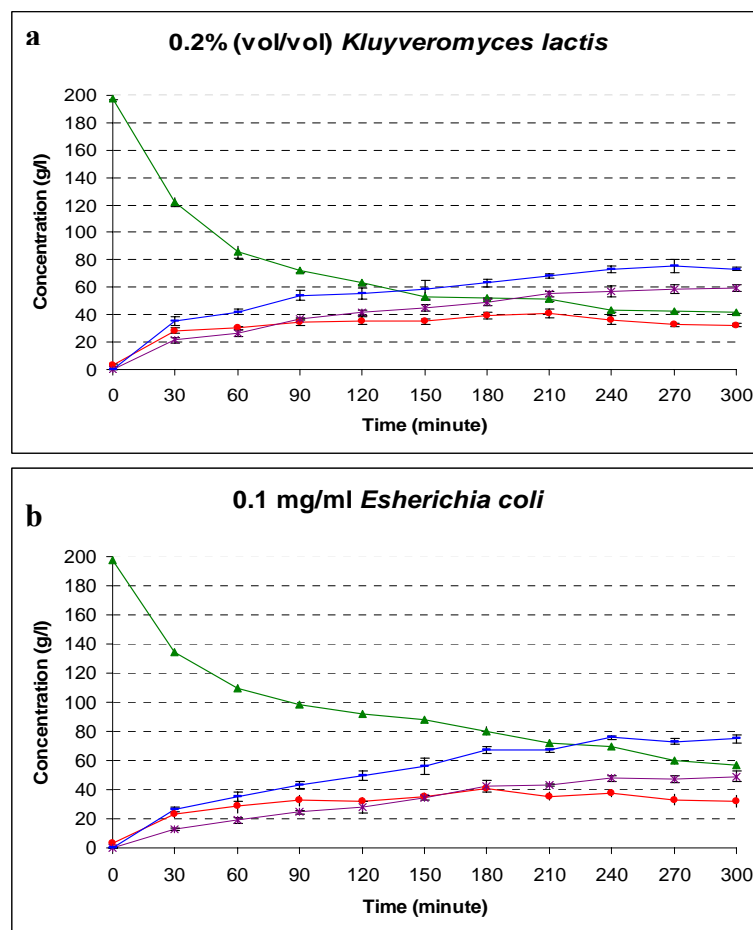 a
0.2% (vol/vol) Kluyveromyces lactis
Concentration (g/l)
200
180
160
140
120
100
80
60
40
20
0
0 30 60 90 120 150 180 210 240 270 300
Time (minute)
b
0.1 mg/ml Esherichia coli
Concentration (g/l)
200
180
160
140
120
100
80
60
40
20
0
0 30 60 90 120 150 180 210 240 270 300
Time (minute)